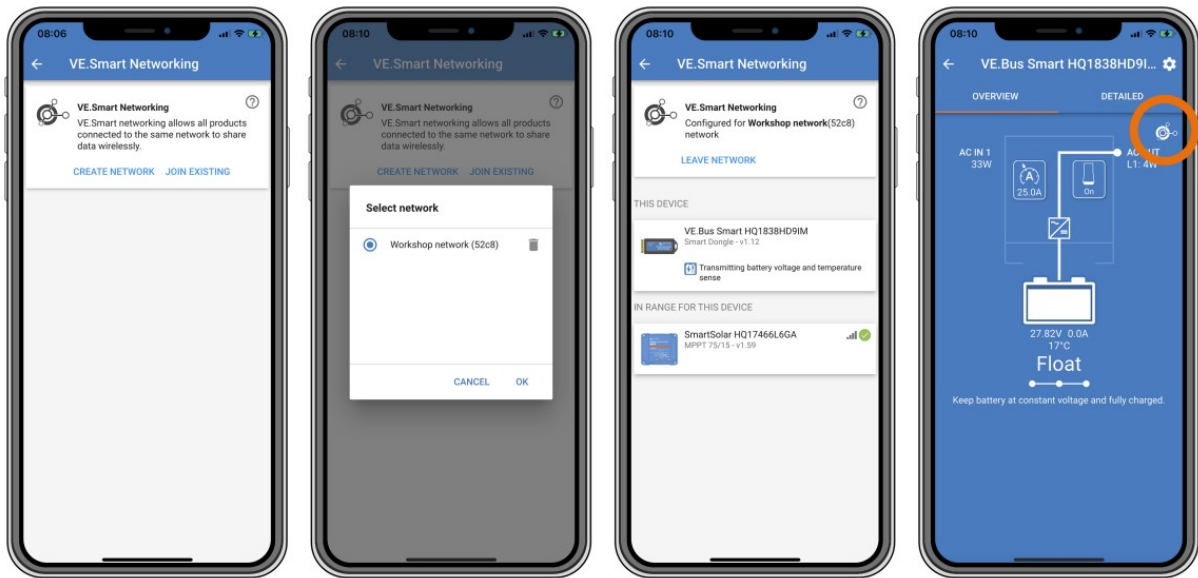 08:06
VE.Smart Networking
VE.Smart Networking
VE.Smart networking allows all products
connected to the same network to share
data wirelessly.
CREATE NETWORK JOIN EXISTING
08:10
VE.Smart Networking
VE.Smart Networking
VE.Smart networking allows all products
connected to the same network to share
data wirelessly.
CREATE NETWORK JOIN EXISTING
Select network
Workshop network (52c8)
CANCEL OK
08:10
VE.Smart Networking
VE.Smart Networking
Configured for Workshop network(52c8)
network
LEAVE NETWORK
THIS DEVICE
VE.Bus Smart HQ1838HD9IM
Smart Dongle - v1.12
Transmitting battery voltage and temperature
sense
IN RANGE FOR THIS DEVICE
SmartSolar HQ17466L6GA
MPPT 75/15 - v1.59
08:10
VE.Bus Smart HQ1838HD9I...
OVERVIEW DETAILED
AC IN 1
33W
25.0A
On
AC OUT
L1: 4W
27.82V 0.0A
17°C
Float
Keep battery at constant voltage and fully charged.